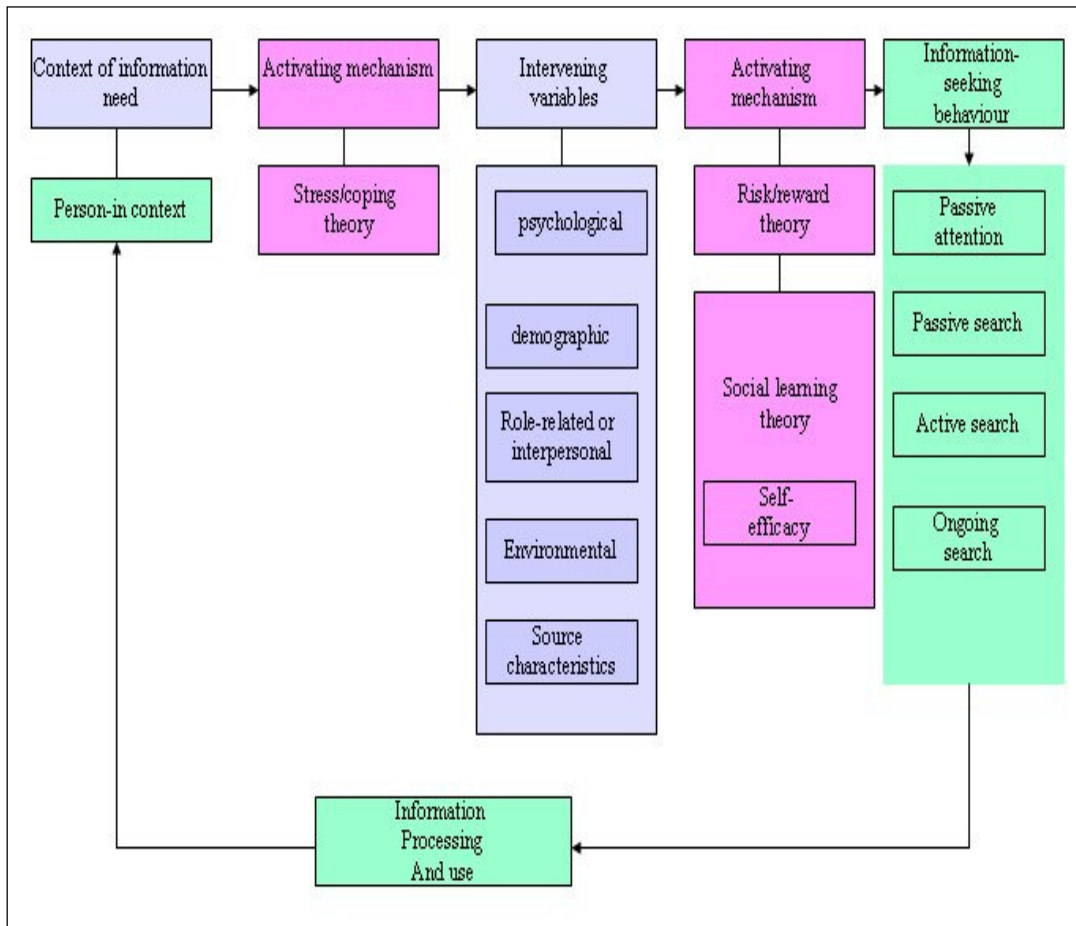 Context of information
need
Activating mechanism
Intervening
variables
Activating
mechanism
Information-
seeking
behaviour
Person-in context
Stress/coping
theory
psychological
demographic
Role-related or
interpersonal
Environmental
Source
characteristics
Risk/reward
theory
Social learning
theory
Self-
efficacy
Passive
attention
Passive search
Active search
Ongoing
search
Information
Processing
And use